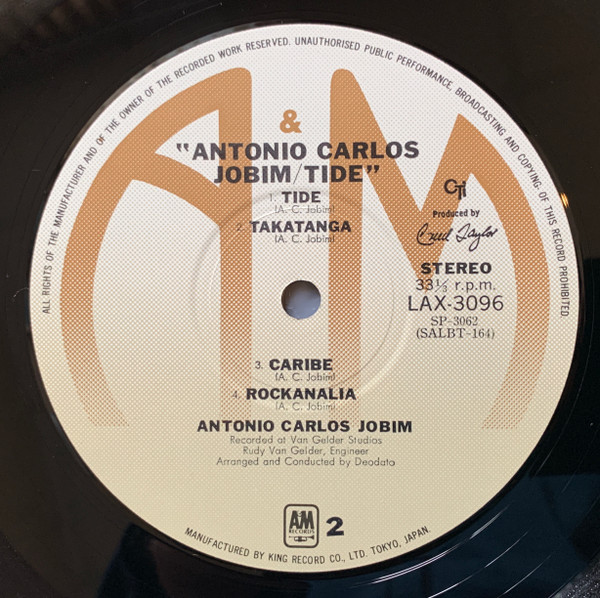 ALL RIGHTS OF THE MANUFACTURER AND OF THE OWNER OF THE RECORDED WORK RESERVED. UNAUTHORISED PUBLIC PERFORMANCE, BROADCASTING AND COPYING OF THIS RECORD PROHIBITED.
&
"ANTONIO CARLOS
JOBIM/TIDE"
1. TIDE
(A. C. Jobim)
2. TAKATANGA
(A. C. Jobim)
CTi
Produced by
Creed Taylor
STEREO
33⅓ r.p.m.
LAX-3096
SP-3062
(SALBT-164)
3. CARIBE
(A. C. Jobim)
4. ROCKANALIA
(A. C. Jobim)
ANTONIO CARLOS JOBIM
Recorded at Van Gelder Studios
Rudy Van Gelder, Engineer
Arranged and Conducted by Deodato
A&M
RECORDS
2
MANUFACTURED BY KING RECORD CO., LTD. TOKYO, JAPAN.